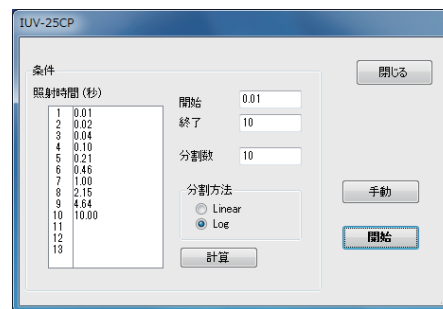 IUV-25CP
条件
照射時間 (秒)
1 0.01
2 0.02
3 0.04
4 0.10
5 0.21
6 0.46
7 1.00
8 2.15
9 4.64
10 10.00
11
12
13
開始 0.01
終了 10
分割数 10
分割方法
Linear
Log
計算
閉じる
手動
開始